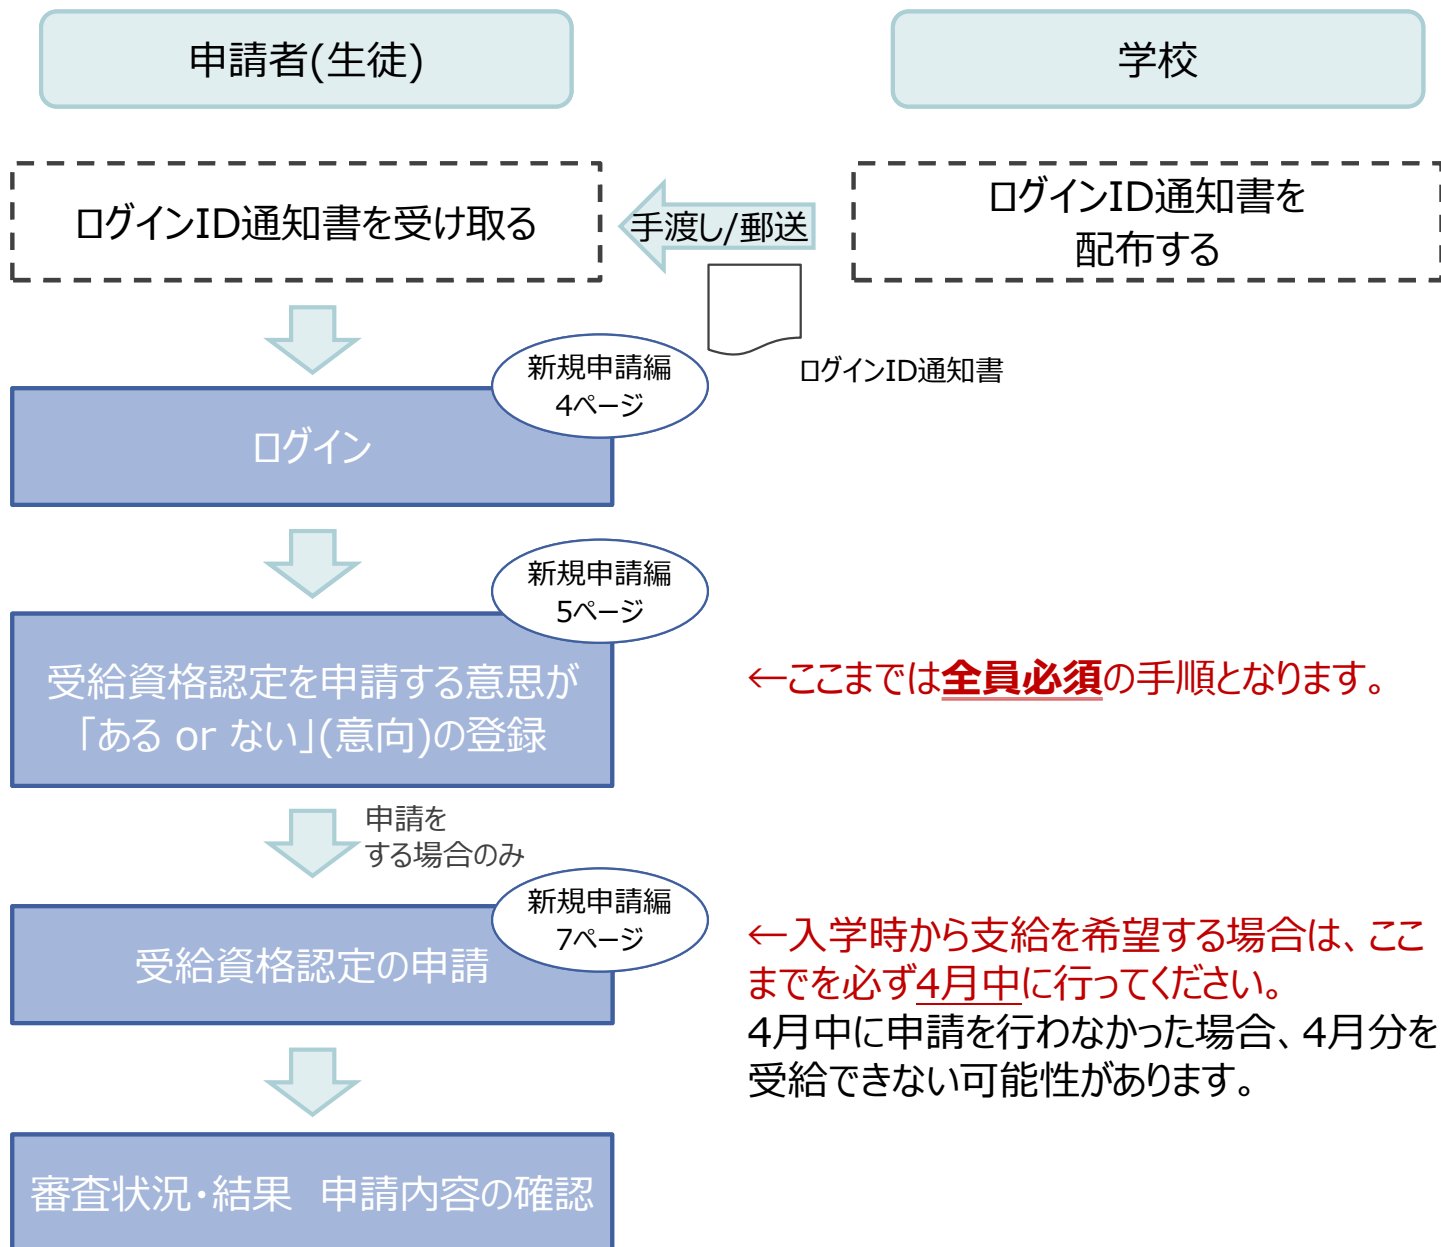 申請者(生徒)
学校
ログインID通知書を受け取る
手渡し/郵送
ログインID通知書を
配布する
ログインID通知書
新規申請編
4ページ
ログイン
新規申請編
5ページ
受給資格認定を申請する意思が
「ある or ない」(意向)の登録
←ここまでは全員必須の手順となります。
申請を
する場合のみ
新規申請編
7ページ
受給資格認定の申請
←入学時から支給を希望する場合は、ここ
までを必ず4月中に行ってください。
4月中に申請を行わなかった場合、4月分を
受給できない可能性があります。
審査状況・結果　申請内容の確認